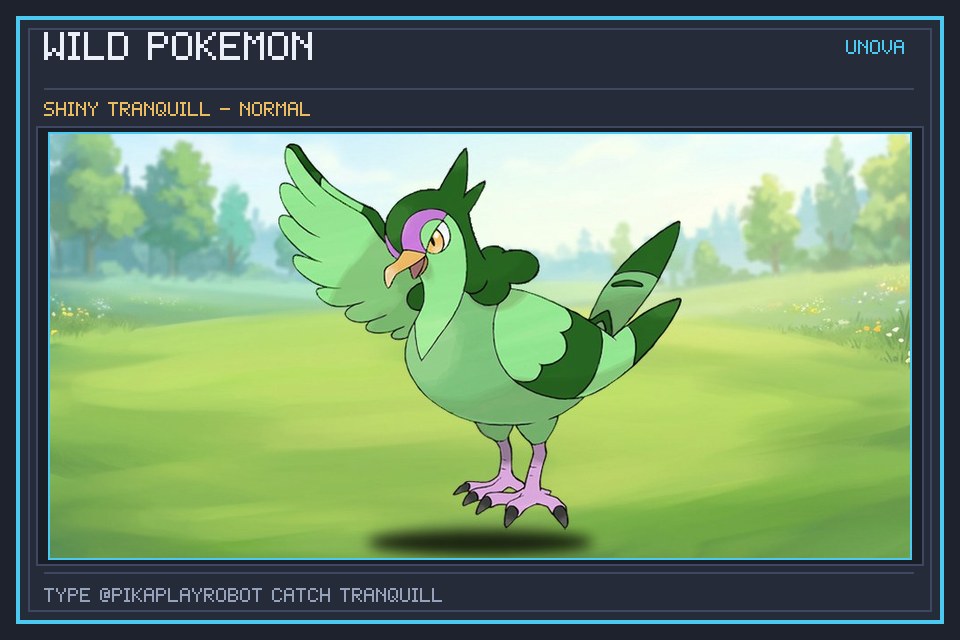 WILD POKEMON
UNOVA
SHINY TRANQUILL - NORMAL
TYPE @PIKAPLAYROBOT CATCH TRANQUILL